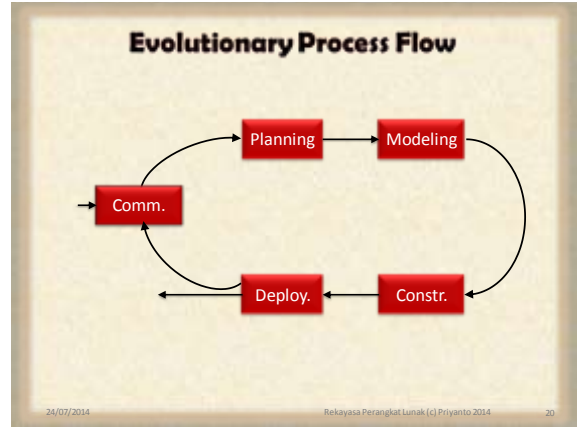 Evolutionary Process Flow
Planning
Modeling
Comm.
Deploy.
Constr.
24/07/2014
Rekayasa Perangkat Lunak (c) Priyanto 2014
20